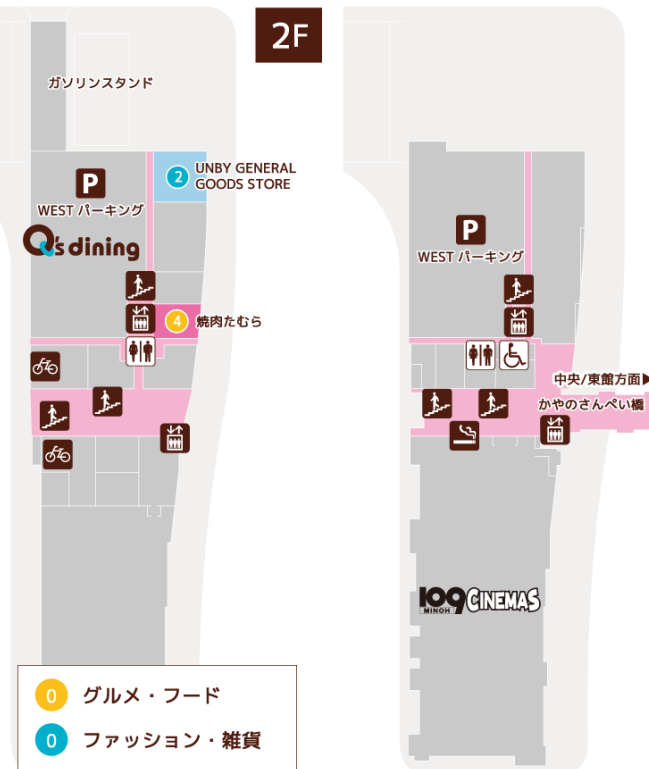 2F
ガソリンスタンド
2
UNBY GENERAL
GOODS STORE
P
WEST パーキング
Q's dining
4
焼肉たむら
P
WEST パーキング
中央/東館方面▶
かやのさんぺい橋
109 CINEMAS
MINOH
0 グルメ・フード
0 ファッション・雑貨